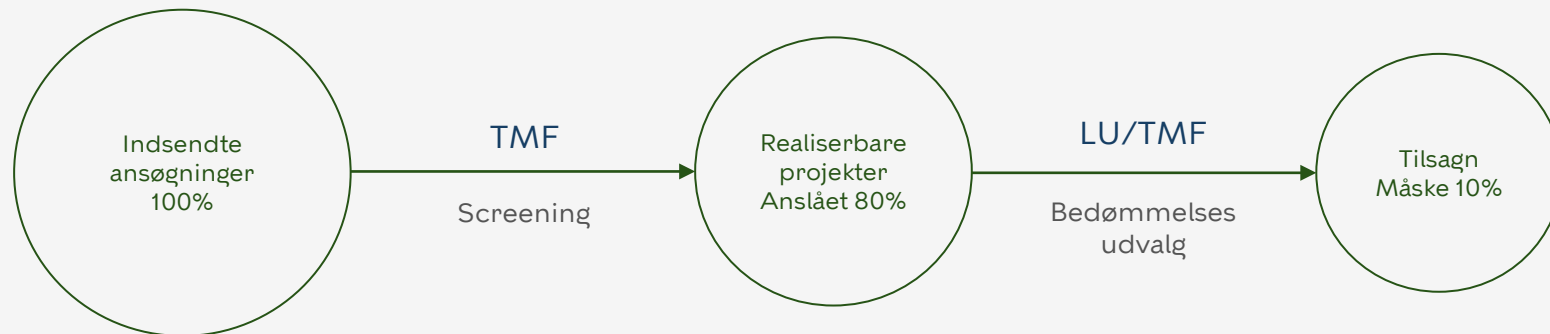 Indsendte
ansøgninger
100%
TMF
Screening
Realiserbare
projekter
Anslået 80%
LU/TMF
Bedømmelses
udvalg
Tilsagn
Måske 10%